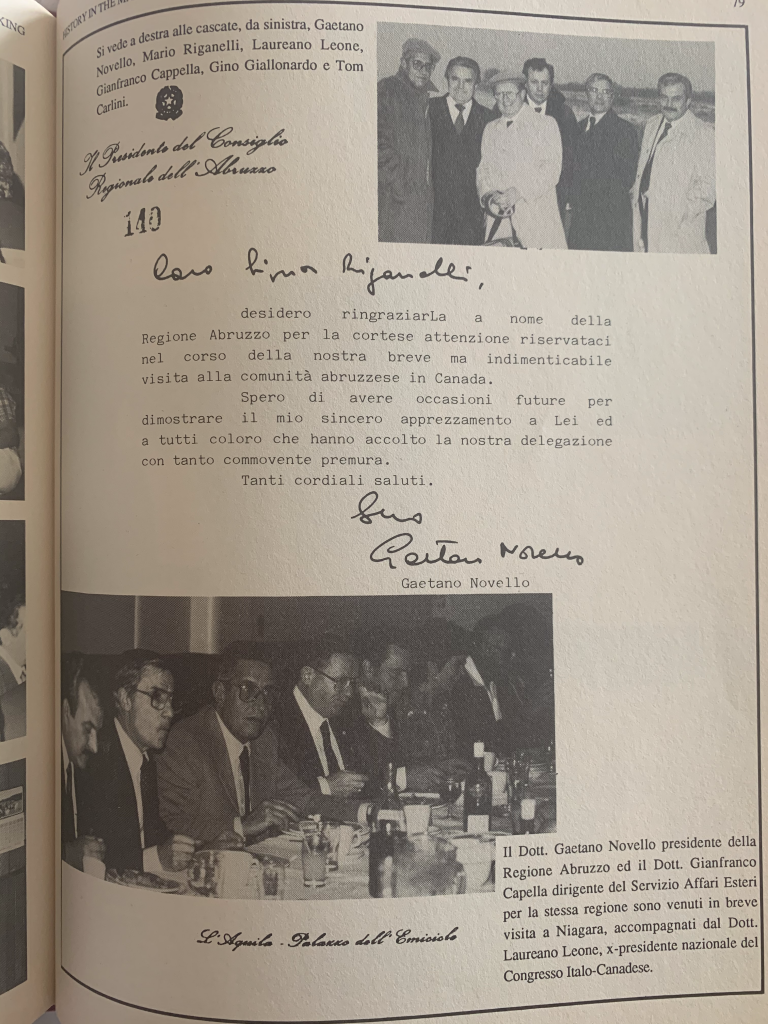 KING
HISTORY IN THE
19
Si vede a destra alle cascate, da sinistra, Gaetano
Novello, Mario Riganelli, Laureano Leone,
Gianfranco Cappella, Gino Giallonardo e Tom
Carlini.
Il Presidente del Consiglio
Regionale dell'Abruzzo
140
Caro Signor Riganelli,
desidero ringraziarLa a nome della
Regione Abruzzo per la cortese attenzione riservataci
nel corso della nostra breve ma indimenticabile
visita alla comunità abruzzese in Canada.
Spero di avere occasioni future per
dimostrare il mio sincero apprezzamento a Lei ed
a tutti coloro che hanno accolto la nostra delegazione
con tanto commovente premura.
Tanti cordiali saluti.
Suo
Gaetano Novello
Gaetano Novello
Il Dott. Gaetano Novello presidente della
Regione Abruzzo ed il Dott. Gianfranco
Capella dirigente del Servizio Affari Esteri
per la stessa regione sono venuti in breve
visita a Niagara, accompagnati dal Dott.
Laureano Leone, x-presidente nazionale del
Congresso Italo-Canadese.
L'Aquila - Palazzo dell'Emiciclo